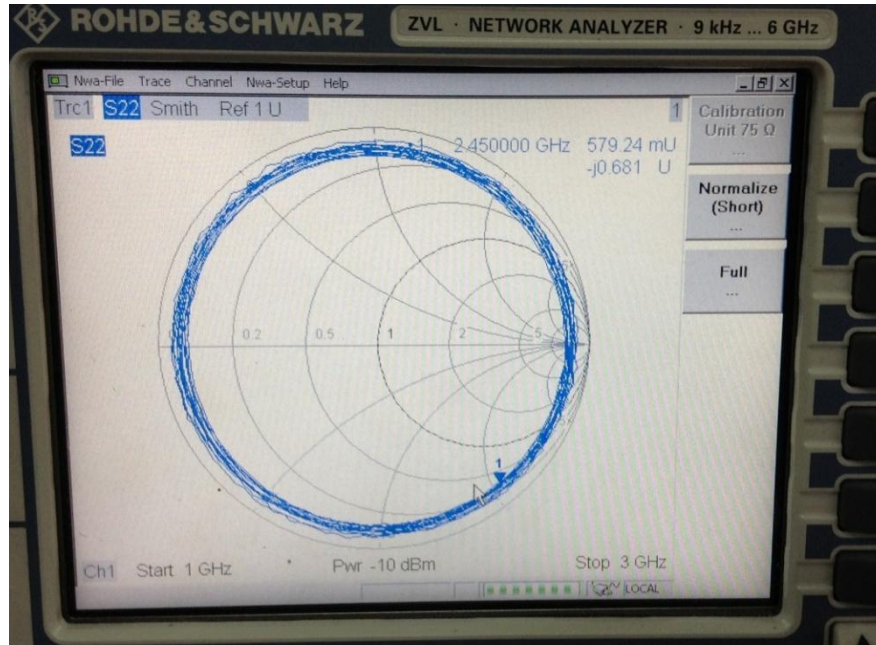 ROHDE&SCHWARZ
ZVL · NETWORK ANALYZER · 9 kHz ... 6 GHz
Nwa-File Trace Channel Nwa-Setup Help
Trc1 S22 Smith Ref 1 U 1
S22
1 2.450000 GHz 579.24 mU
-j0.681 U
Calibration
Unit 75 Ω
...
Normalize
(Short)
...
Full
...
0.2 0.5 1 2 5
1
Ch1 Start 1 GHz Pwr -10 dBm Stop 3 GHz
LOCAL